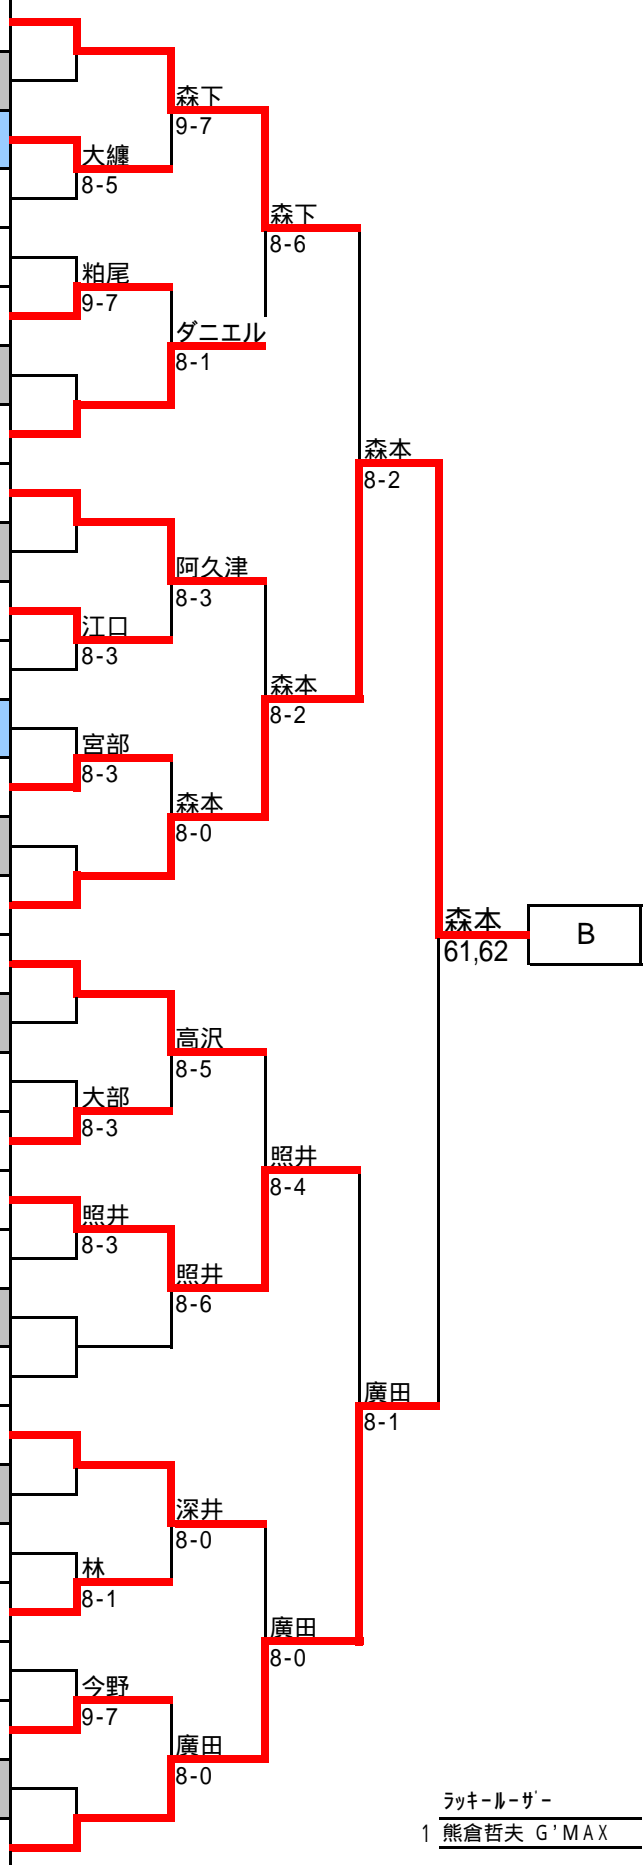 森下
9-7
大纏
8-5
森下
8-6
粕尾
9-7
ダニエル
8-1
森本
8-2
阿久津
8-3
江口
8-3
森本
8-2
宮部
8-3
森本
8-0
森本
61,62
B
高沢
8-5
大部
8-3
照井
8-4
照井
8-3
照井
8-6
廣田
8-1
深井
8-0
林
8-1
廣田
8-0
今野
9-7
廣田
8-0
ﾗｯｷｰﾙｰｻﾞｰ
1 熊倉哲夫 G'MAX